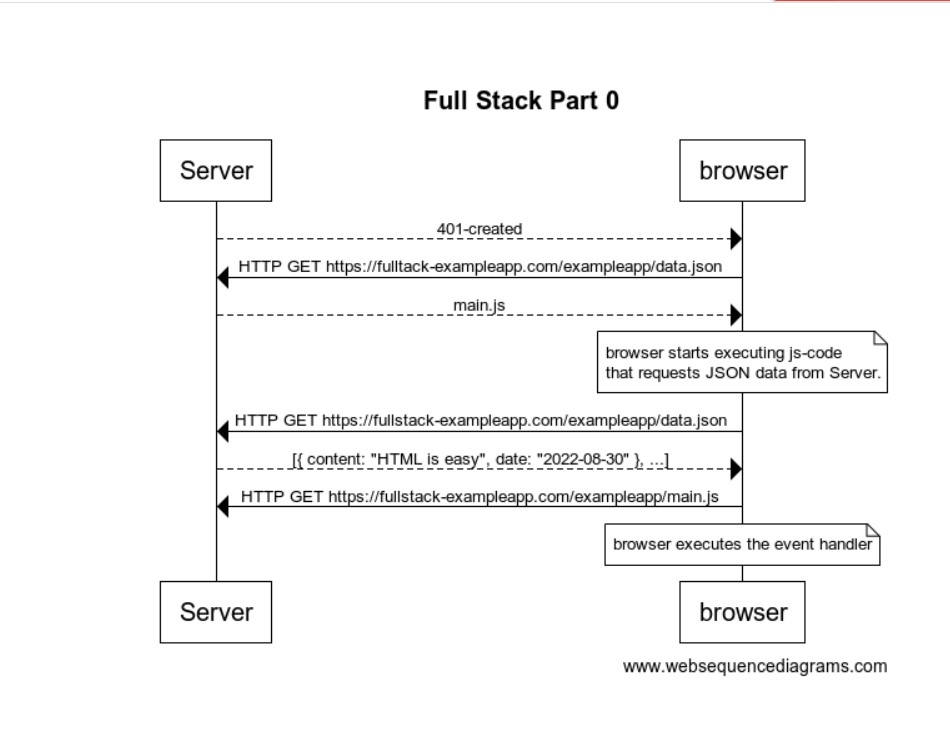 Full Stack Part 0
Server
browser
401-created
HTTP GET https://fulltack-exampleapp.com/exampleapp/data.json
main.js
browser starts executing js-code
that requests JSON data from Server.
HTTP GET https://fullstack-exampleapp.com/exampleapp/data.json
[{ content: "HTML is easy", date: "2022-08-30" }, ...]
HTTP GET https://fullstack-exampleapp.com/exampleapp/main.js
browser executes the event handler
Server
browser
www.websequencediagrams.com